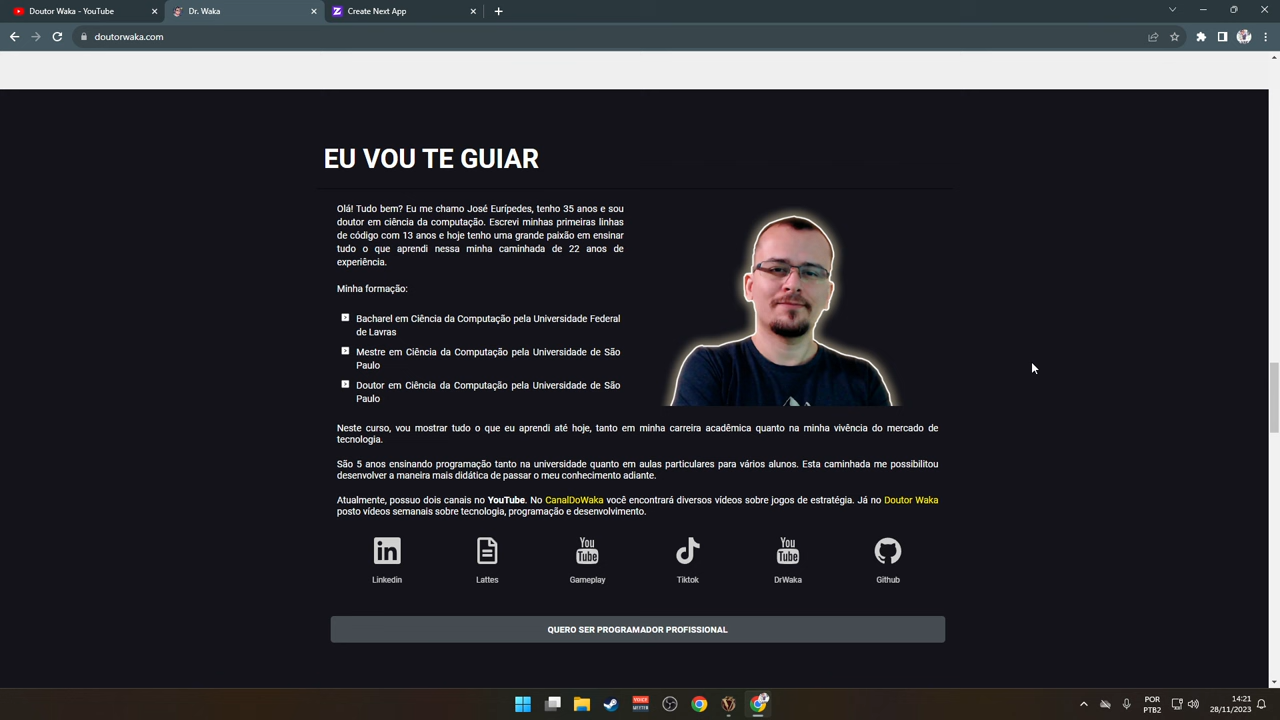 Doutor Waka - YouTube
Dr. Waka
Create Next App
doutorwaka.com
EU VOU TE GUIAR
Olá! Tudo bem? Eu me chamo José Eurípedes, tenho 35 anos e sou
doutor em ciência da computação. Escrevi minhas primeiras linhas
de código com 13 anos e hoje tenho uma grande paixão em ensinar
tudo o que aprendi nessa minha caminhada de 22 anos de
experiência.
Minha formação:
Bacharel em Ciência da Computação pela Universidade Federal
de Lavras
Mestre em Ciência da Computação pela Universidade de São
Paulo
Doutor em Ciência da Computação pela Universidade de São
Paulo
Neste curso, vou mostrar tudo o que eu aprendi até hoje, tanto em minha carreira acadêmica quanto na minha vivência do mercado de
tecnologia.
São 5 anos ensinando programação tanto na universidade quanto em aulas particulares para vários alunos. Esta caminhada me possibilitou
desenvolver a maneira mais didática de passar o meu conhecimento adiante.
Atualmente, possuo dois canais no YouTube. No CanalDoWaka você encontrará diversos vídeos sobre jogos de estratégia. Já no Doutor Waka
posto vídeos semanais sobre tecnologia, programação e desenvolvimento.
You Tube
You Tube
Linkedin Lattes Gameplay Tiktok DrWaka Github
QUERO SER PROGRAMADOR PROFISSIONAL
POR 14:21
PTB2 28/11/2023